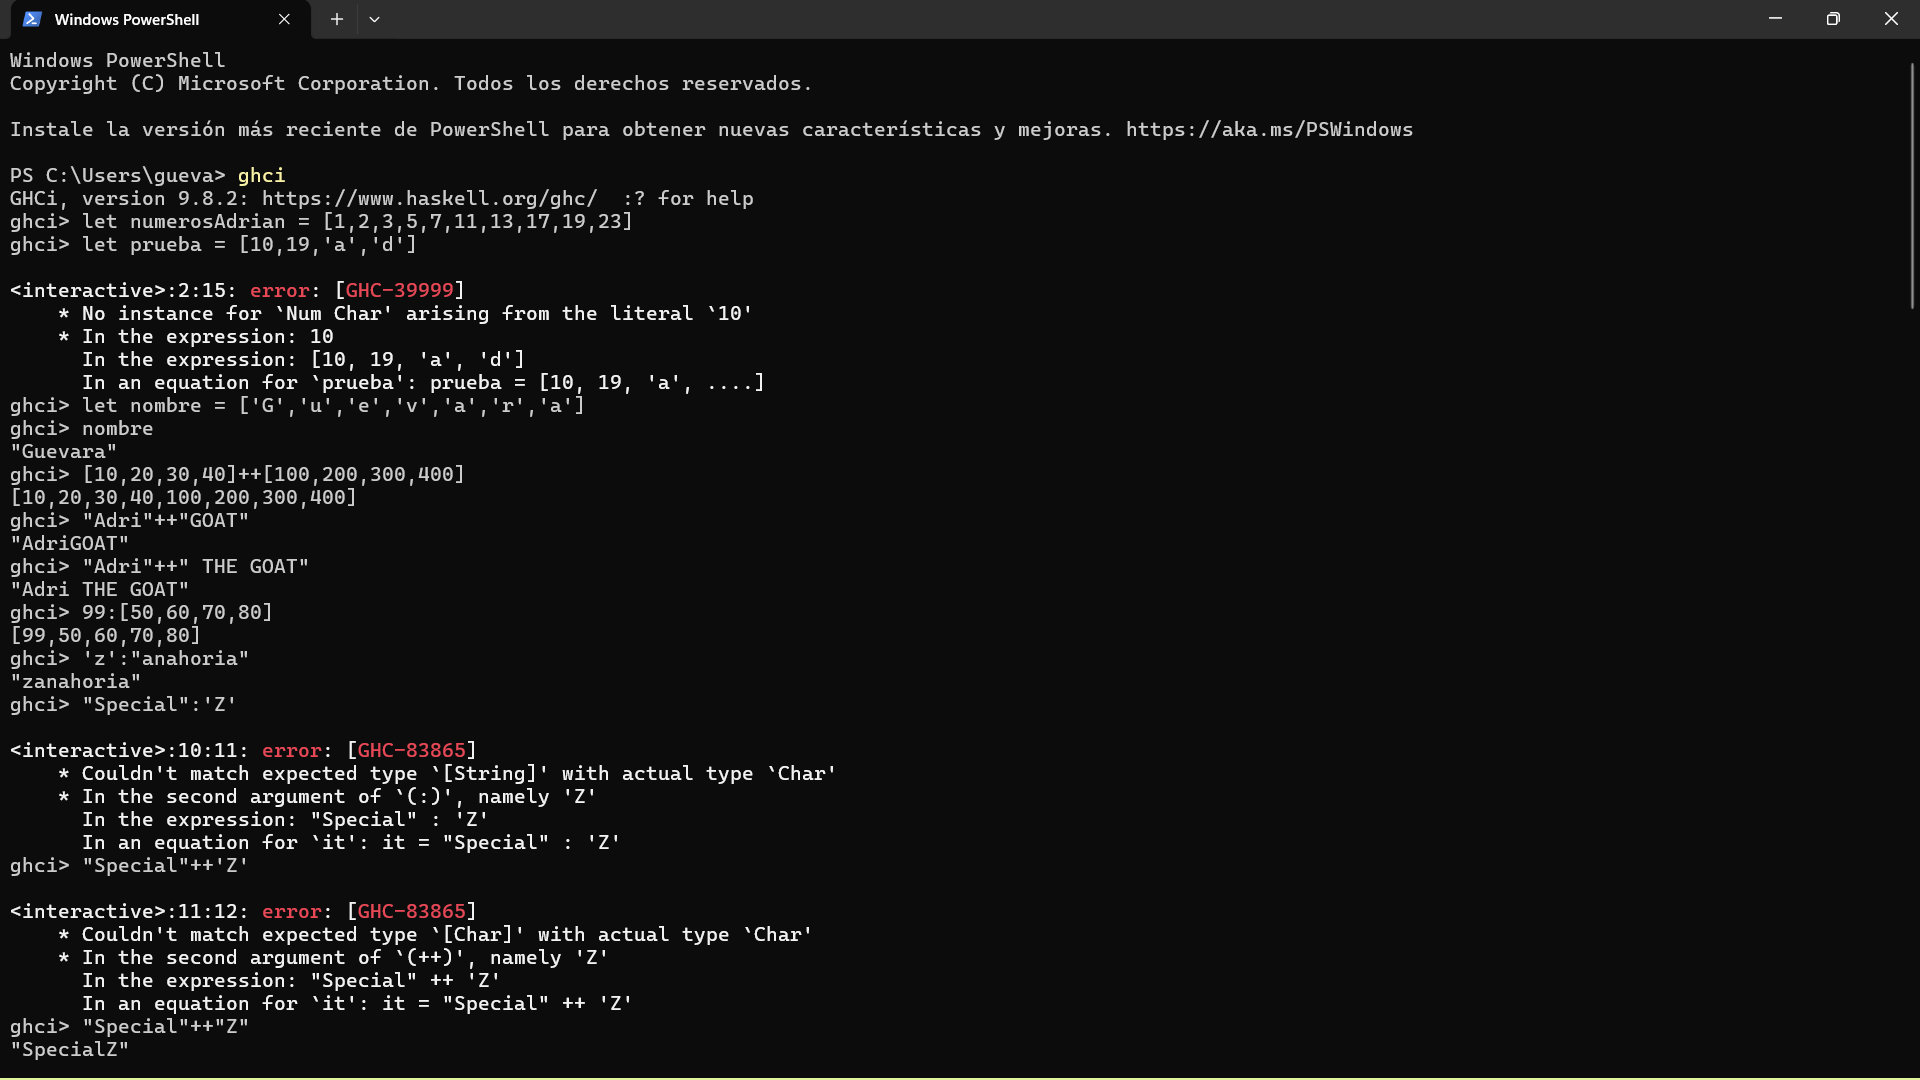 Windows PowerShell
Windows PowerShell
Copyright (C) Microsoft Corporation. Todos los derechos reservados.
Instale la versión más reciente de PowerShell para obtener nuevas características y mejoras. https://aka.ms/PSWindows
PS C:\Users\gueva> ghci
GHCi, version 9.8.2: https://www.haskell.org/ghc/  :? for help
ghci> let numerosAdrian = [1,2,3,5,7,11,13,17,19,23]
ghci> let prueba = [10,19,'a','d']
<interactive>:2:15: error: [GHC-39999]
    * No instance for `Num Char' arising from the literal `10'
    * In the expression: 10
      In the expression: [10, 19, 'a', 'd']
      In an equation for `prueba': prueba = [10, 19, 'a', ....]
ghci> let nombre = ['G','u','e','v','a','r','a']
ghci> nombre
"Guevara"
ghci> [10,20,30,40]++[100,200,300,400]
[10,20,30,40,100,200,300,400]
ghci> "Adri"++"GOAT"
"AdriGOAT"
ghci> "Adri"++" THE GOAT"
"Adri THE GOAT"
ghci> 99:[50,60,70,80]
[99,50,60,70,80]
ghci> 'z':"anahoria"
"zanahoria"
ghci> "Special":'Z'
<interactive>:10:11: error: [GHC-83865]
    * Couldn't match expected type `[String]' with actual type `Char'
    * In the second argument of `(:)', namely 'Z'
      In the expression: "Special" : 'Z'
      In an equation for `it': it = "Special" : 'Z'
ghci> "Special"++'Z'
<interactive>:11:12: error: [GHC-83865]
    * Couldn't match expected type `[Char]' with actual type `Char'
    * In the second argument of `(++)', namely 'Z'
      In the expression: "Special" ++ 'Z'
      In an equation for `it': it = "Special" ++ 'Z'
ghci> "Special"++"Z"
"SpecialZ"